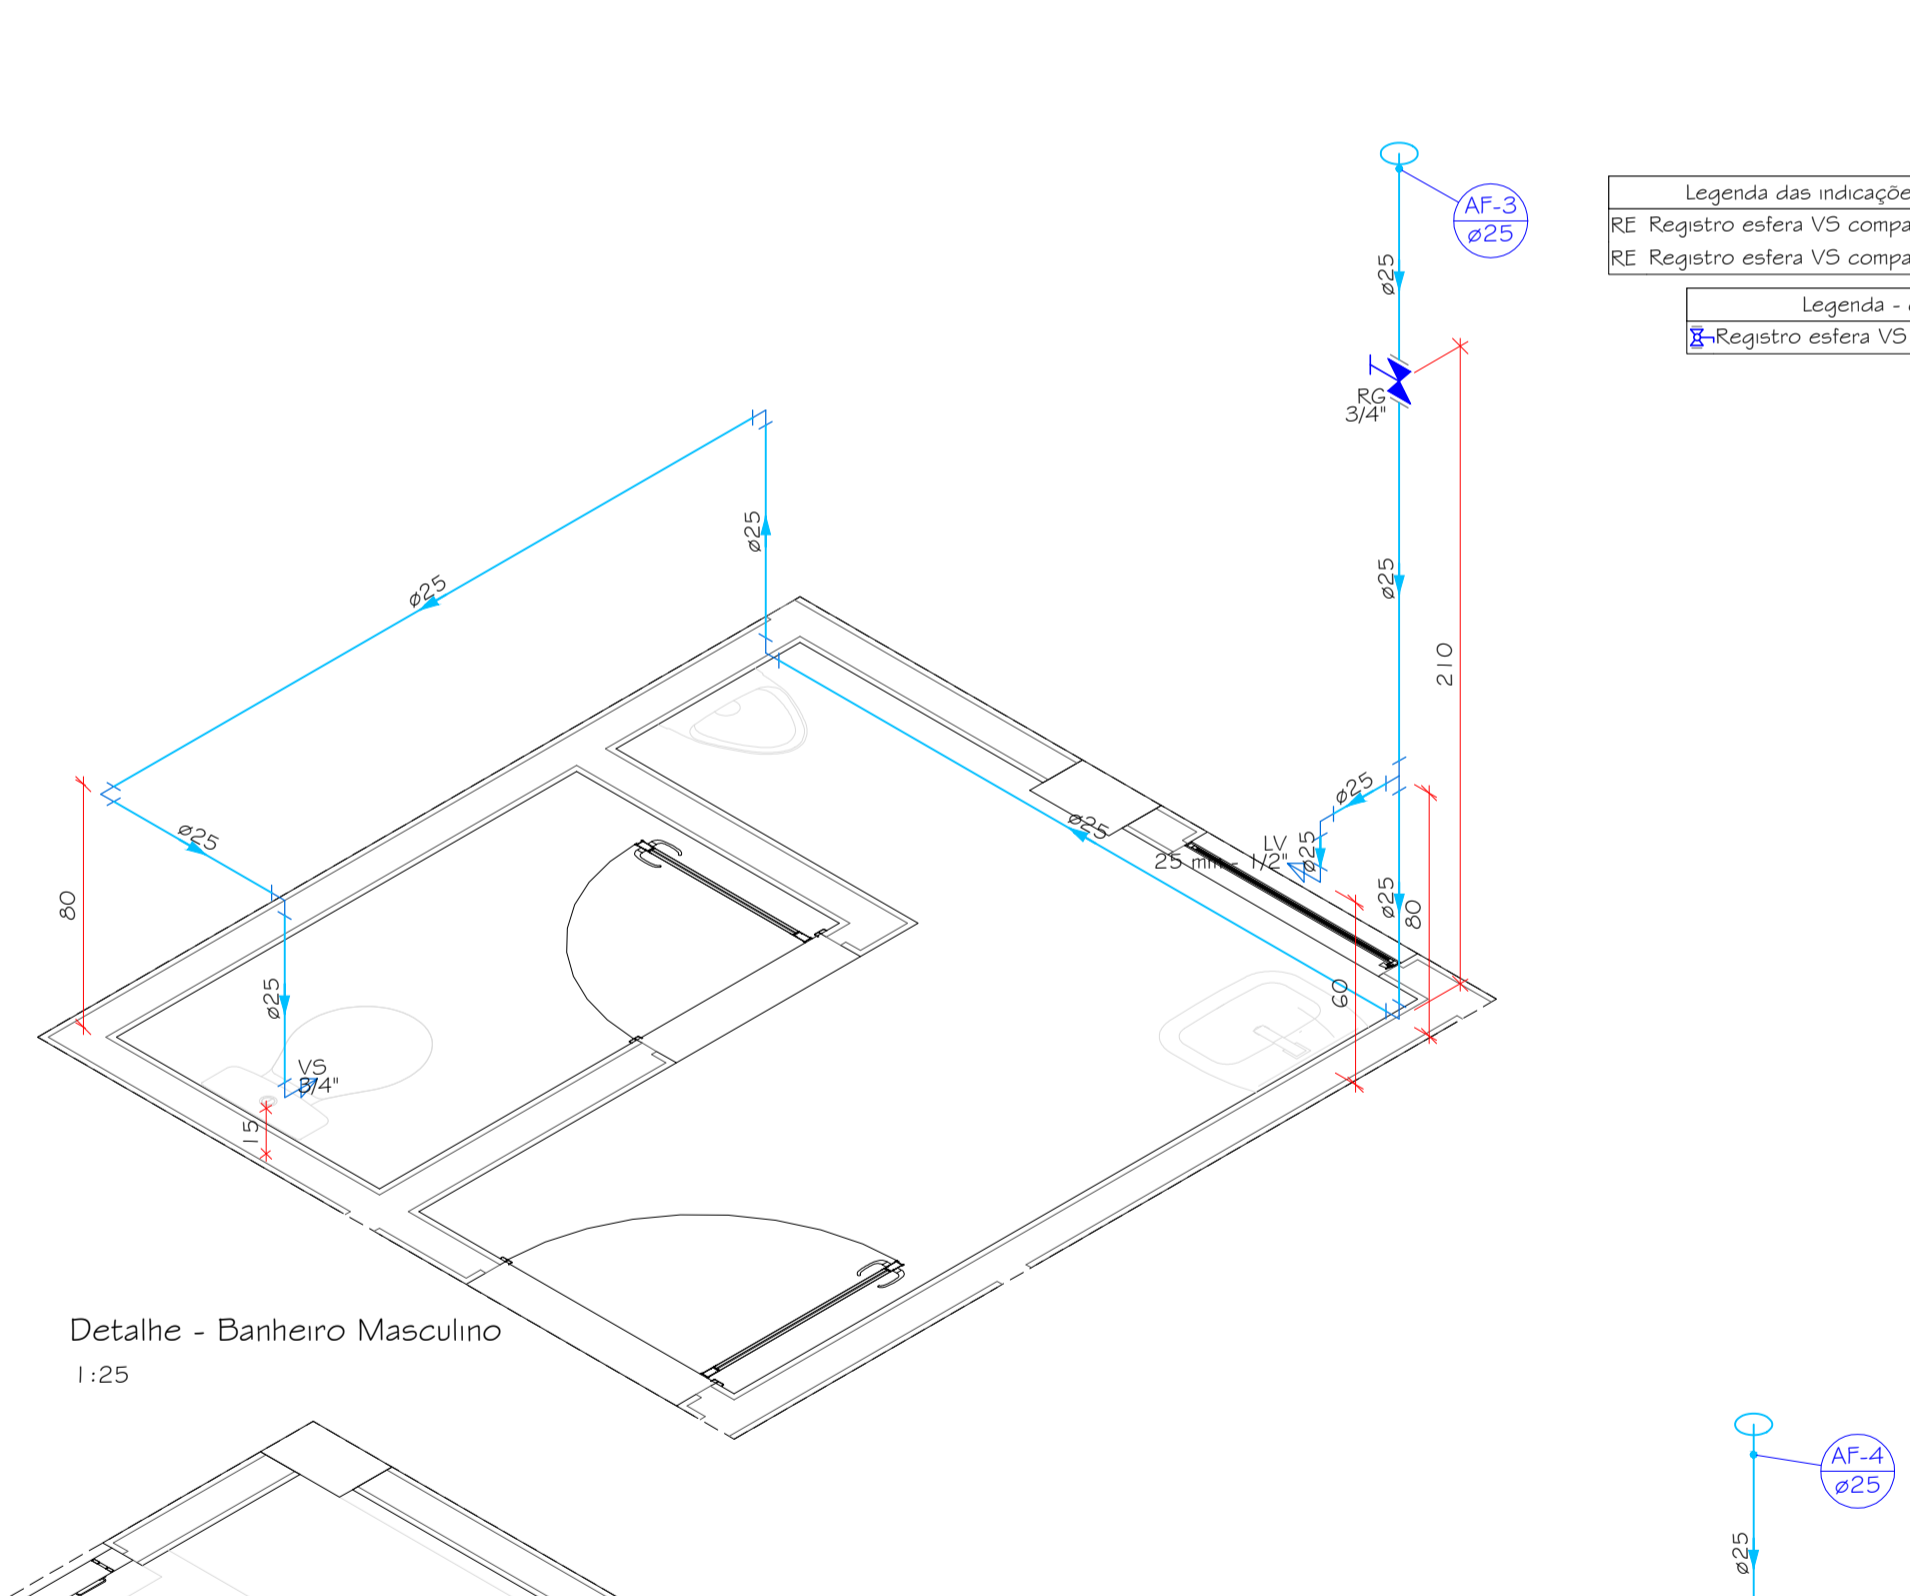 AF-3
ø25
Legenda das indicaçõe
RE Registro esfera VS compa
RE Registro esfera VS compa
Legenda -
Registro esfera VS
ø25
RG
3/4"
ø25
ø25
ø25
210
ø25
LV
25 mm - 1/2"
ø25
ø25
ø25
80
60
ø25
80
ø25
VS
3/4"
15
Detalhe - Banheiro Masculino
1:25
AF-4
ø25
ø25